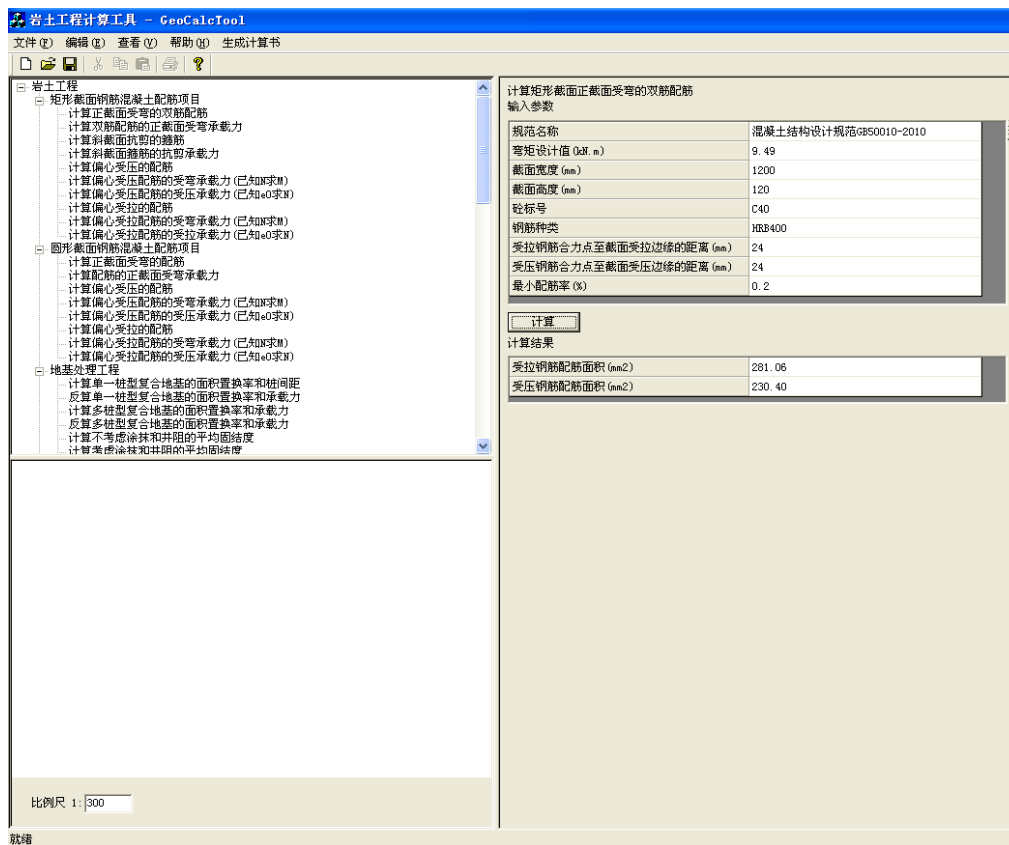 岩土工程计算工具 - GeoCalcTool
文件(F) 编辑(E) 查看(V) 帮助(H) 生成计算书
岩土工程
矩形截面钢筋混凝土配筋项目
计算正截面受弯的双筋配筋
计算双筋配筋的正截面受弯承载力
计算斜截面抗剪的箍筋
计算斜截面箍筋的抗剪承载力
计算偏心受压的配筋
计算偏心受压配筋的受弯承载力(已知N求M)
计算偏心受压配筋的受压承载力(已知eO求N)
计算偏心受拉的配筋
计算偏心受拉配筋的受弯承载力(已知N求M)
计算偏心受拉配筋的受拉承载力(已知eO求N)
圆形截面钢筋混凝土配筋项目
计算正截面受弯的配筋
计算配筋的正截面受弯承载力
计算偏心受压的配筋
计算偏心受压配筋的受弯承载力(已知N求M)
计算偏心受压配筋的受压承载力(已知eO求N)
计算偏心受拉的配筋
计算偏心受拉配筋的受弯承载力(已知N求M)
计算偏心受拉配筋的受压承载力(已知eO求N)
地基处理工程
计算单一桩型复合地基的面积置换率和桩间距
反算单一桩型复合地基的面积置换率和承载力
计算多桩型复合地基的面积置换率和承载力
反算多桩型复合地基的面积置换率和承载力
计算不考虑涂抹和井阻的平均固结度
计算考虑涂抹和井阻的平均固结度
比例尺 1: 300
就绪
计算矩形截面正截面受弯的双筋配筋
输入参数
规范名称 混凝土结构设计规范GB50010-2010
弯矩设计值(kN.m) 9.49
截面宽度(mm) 1200
截面高度(mm) 120
砼标号 C40
钢筋种类 HRB400
受拉钢筋合力点至截面受拉边缘的距离(mm) 24
受压钢筋合力点至截面受压边缘的距离(mm) 24
最小配筋率(%) 0.2
计算
计算结果
受拉钢筋配筋面积(mm2) 281.06
受压钢筋配筋面积(mm2) 230.40